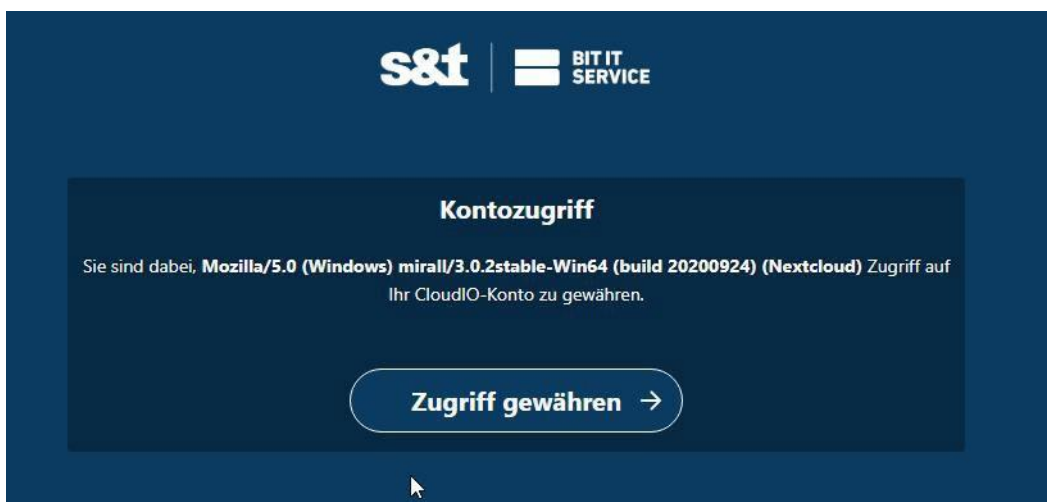 s&t
BIT IT
SERVICE
Kontozugriff
Sie sind dabei, Mozilla/5.0 (Windows) mirall/3.0.2stable-Win64 (build 20200924) (Nextcloud) Zugriff auf
Ihr CloudIO-Konto zu gewähren.
Zugriff gewähren →